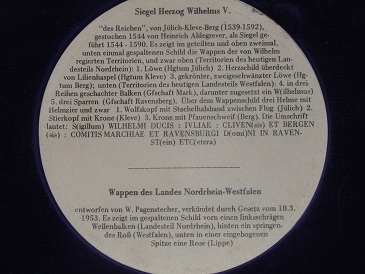 Siegel Herzog Wilhelms V.
"des Reichen", von Jülich-Kleve-Berg (1539-1592),
gestochen 1544 von Heinrich Aldegrever, als Siegel ge-
führt 1544 - 1590. Es zeigt im geteilten und oben zweimal,
unten einmal gespaltenen Schild die Wappen der von Wilhelm
regierten Territorien, und zwar oben (Territorien des heutigen Lan-
desteils Nordrhein): 1. Löwe (Hgtum Jülich) 2. Herzschild überdeckt
von Lilienhaspel (Hgtum Kleve) 3. gekrönter, zweigeschwänzter Löwe (Hg-
tum Berg); unten (Territorien des heutigen Landesteils Westfalen): 4. in drei
Reihen geschachter Balken (Gfschaft Mark), darunter angesetzt ein W(ilhelmus)
5. drei Sparren (Gfschaft Ravensberg). Über dem Wappenschild drei Helme mit
Helmzier und zwar 1. Wolfskopf mit Stachelhalsband zwischen Flug (Jülich) 2.
Stierkopf mit Krone (Kleve) 3. Krone mit Pfauenschweif (Berg). Die Umschrift
lautet: S(igillum) WILHELMI DUCIS : IVLIAE : CLIVEN(sis) ET BERGEN
(sis) : COMITIS MARCHIAE ET RAVENSBURGI D(omi)NI IN RAVEN-
ST(eim) ETC(etera)
Wappen des Landes Nordrhein-Westfalen
entworfen von W. Pagenstecher, verkündet durch Gesetz vom 10.3.
1953. Es zeigt im gespaltenen Schild vorn einen linksschrägen
Wellenbalken (Landesteil Nordrhein), hinten ein springen-
des Roß (Westfalen), unten in einer eingebogenen
Spitze eine Rose (Lippe)